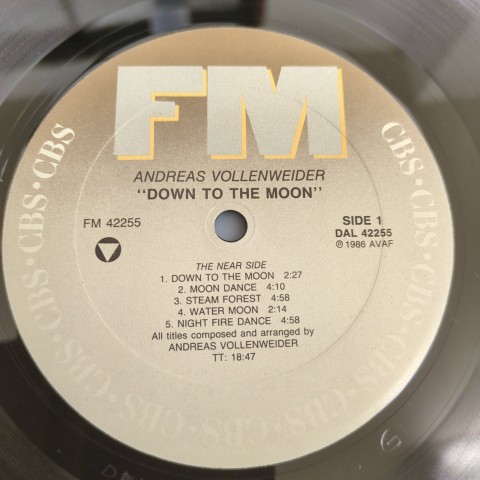 FM
ANDREAS VOLLENWEIDER
"DOWN TO THE MOON"
FM 42255
SIDE 1
DAL 42255
℗ 1986 AVAF
THE NEAR SIDE
1. DOWN TO THE MOON 2:27
2. MOON DANCE 4:10
3. STEAM FOREST 4:58
4. WATER MOON 2:14
5. NIGHT FIRE DANCE 4:58
All titles composed and arranged by
ANDREAS VOLLENWEIDER
TT: 18:47
CBS·CBS·CBS·CBS·CBS·CBS·CBS·CBS·CBS